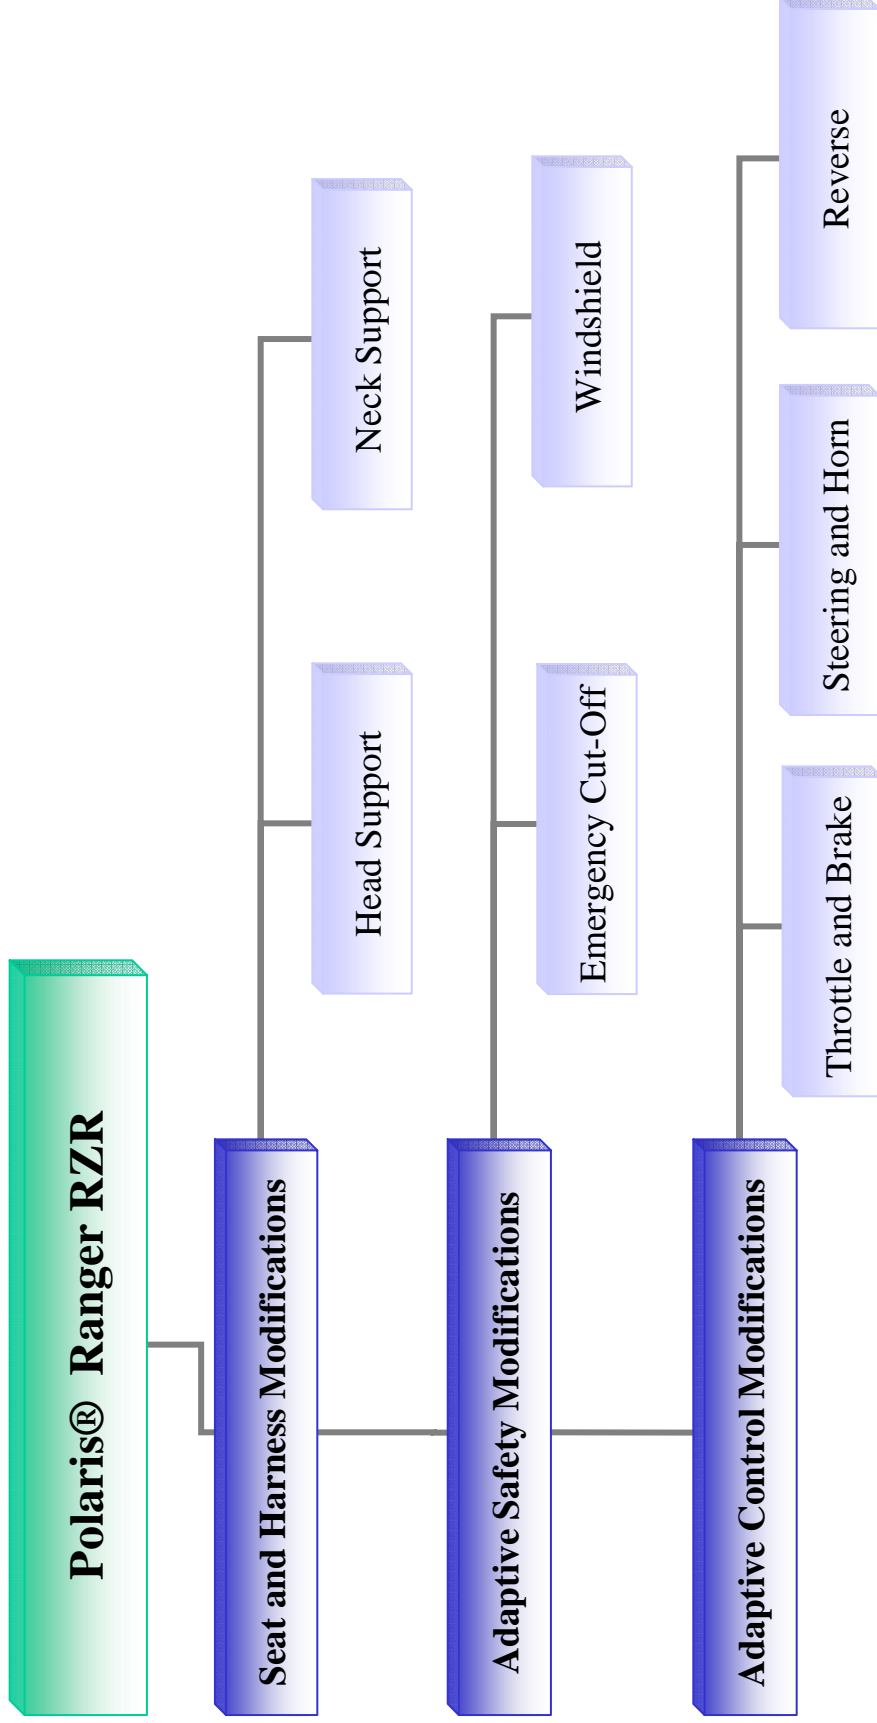 Polaris® Ranger RZR
Seat and Harness Modifications
Head Support
Neck Support
Adaptive Safety Modifications
Emergency Cut-Off
Windshield
Adaptive Control Modifications
Throttle and Brake
Steering and Horn
Reverse